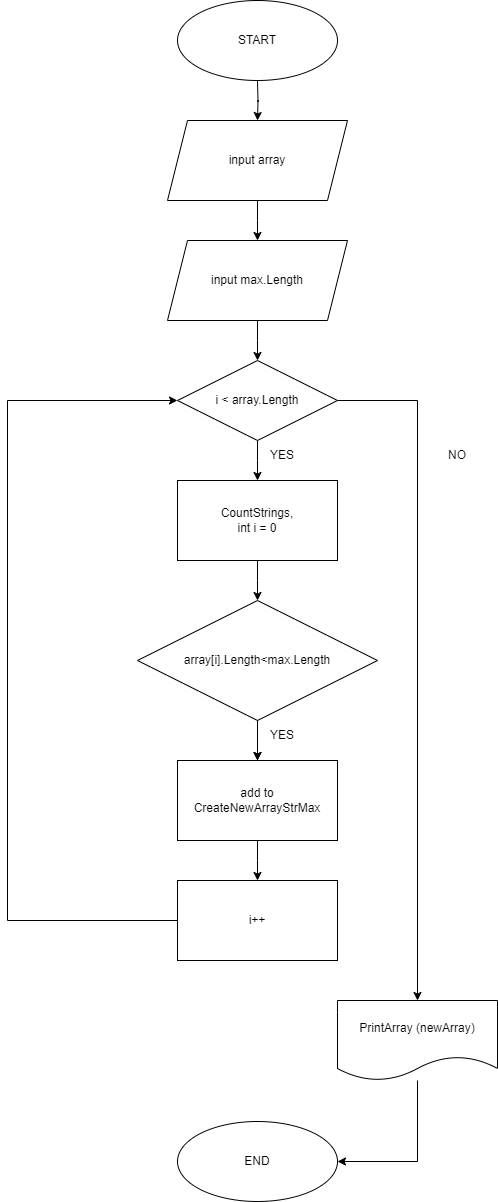 START
input array
input max.Length
i < array.Length
YES
NO
CountStrings,
int i = 0
array[i].Length<max.Length
YES
add to
CreateNewArrayStrMax
i++
PrintArray (newArray)
END